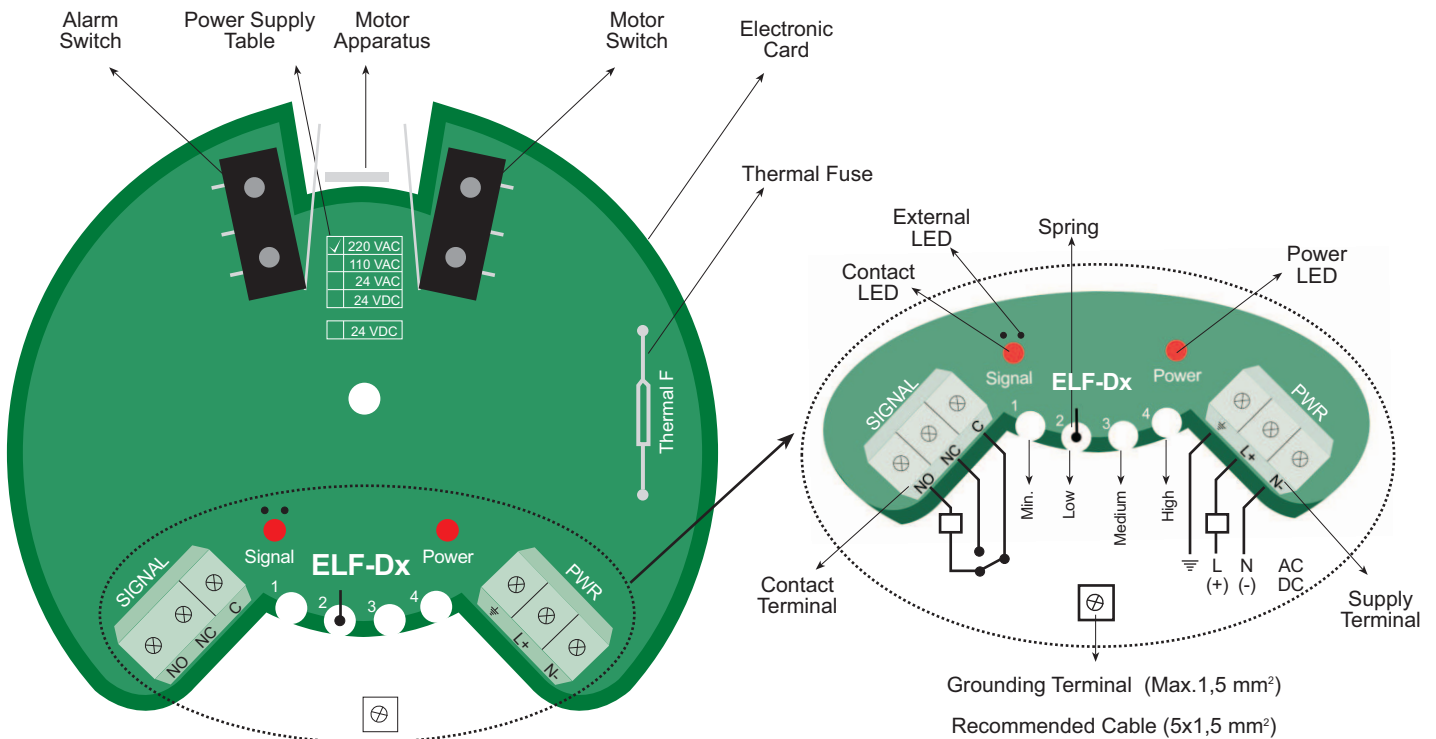 Alarm
Switch
Power Supply
Table
Motor
Apparatus
Motor
Switch
Electronic
Card
Thermal Fuse
✓ 220 VAC
110 VAC
24 VAC
24 VDC
24 VDC
Thermal F
Signal
ELF-Dx
Power
SIGNAL
NO
NC
C
1
2
3
4
PWR
L+
N-
External
LED
Spring
Contact
LED
Power
LED
Signal
ELF-Dx
Power
SIGNAL
NO
NC
C
1
2
3
4
PWR
L+
N-
Min.
Low
Medium
High
L
(+)
N
(-)
AC
DC
Contact
Terminal
Supply
Terminal
Grounding Terminal (Max.1,5 mm²)
Recommended Cable (5x1,5 mm²)